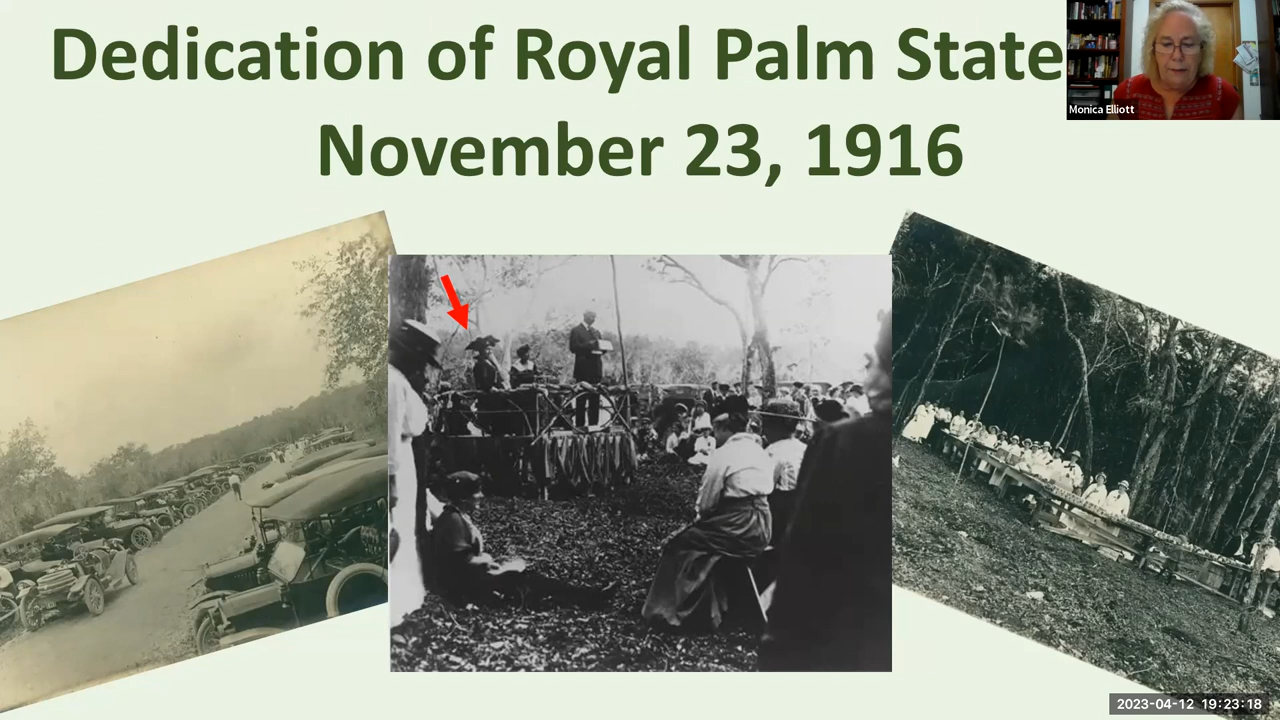 Dedication of Royal Palm State
November 23, 1916
Monica Elliott
2023-04-12 19:23:18